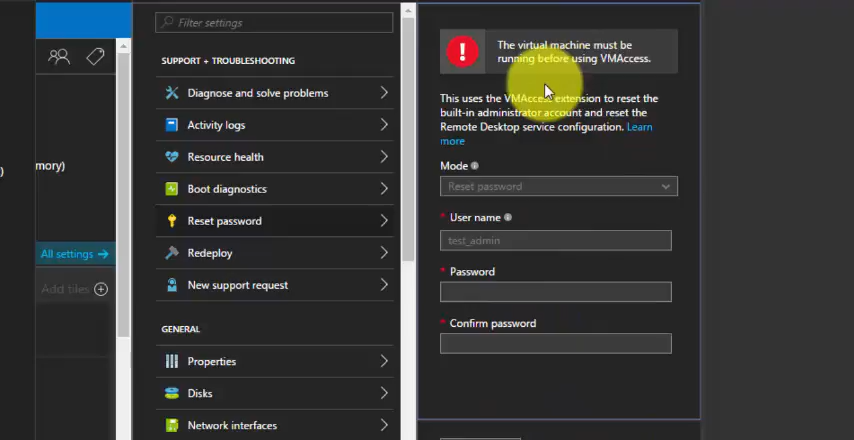 Filter settings
SUPPORT + TROUBLESHOOTING
Diagnose and solve problems
Activity logs
Resource health
Boot diagnostics
Reset password
Redeploy
New support request
GENERAL
Properties
Disks
Network interfaces
mory)
)
All settings →
Add tiles
The virtual machine must be
running before using VMAccess.
This uses the VMAccess extension to reset the
built-in administrator account and reset the
Remote Desktop service configuration. Learn
more
Mode
Reset password
* User name
test_admin
* Password
* Confirm password